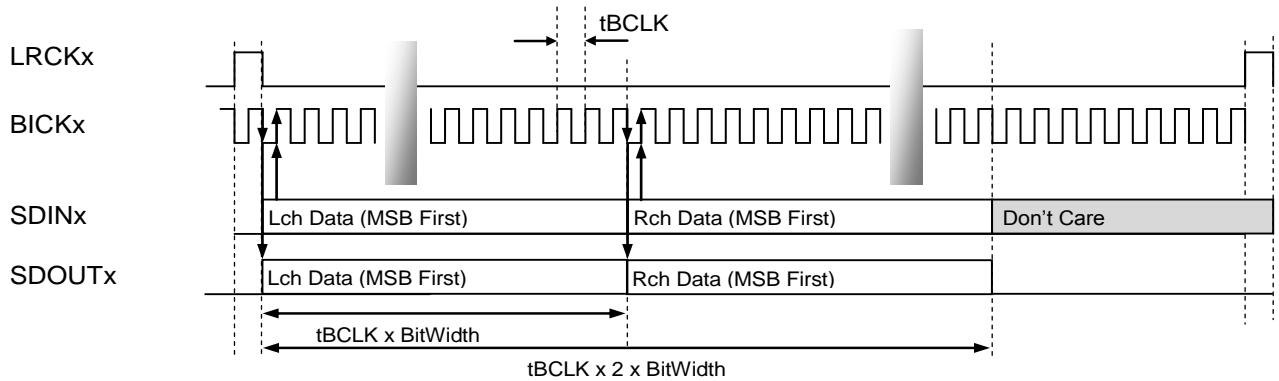 tBCLK
LRCKx
BICKx
SDINx
Lch Data (MSB First)
Rch Data (MSB First)
Don't Care
SDOUTx
Lch Data (MSB First)
Rch Data (MSB First)
tBCLK x BitWidth
tBCLK x 2 x BitWidth